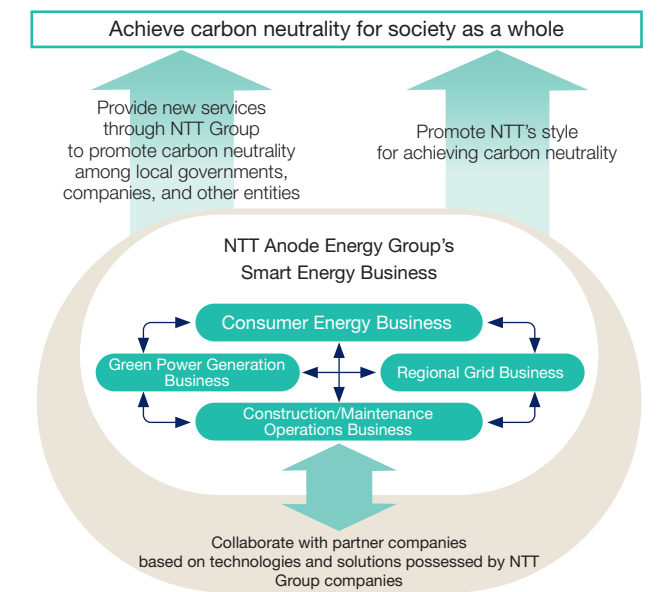 Achieve carbon neutrality for society as a whole
Provide new services
through NTT Group
to promote carbon neutrality
among local governments,
companies, and other entities
Promote NTT's style
for achieving carbon neutrality
NTT Anode Energy Group's
Smart Energy Business
Consumer Energy Business
Green Power Generation
Business
Regional Grid Business
Construction/Maintenance
Operations Business
Collaborate with partner companies
based on technologies and solutions possessed by NTT
Group companies